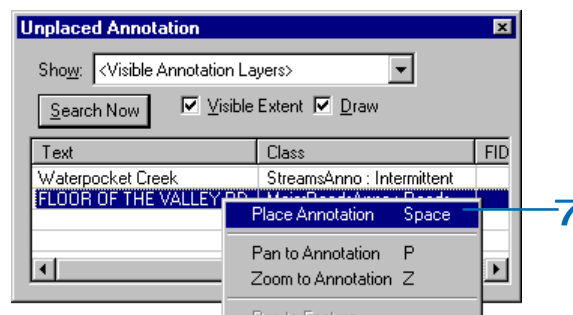 Unplaced Annotation
Show: <Visible Annotation Layers>
Search Now Visible Extent Draw
Text Class FID
Waterpocket Creek StreamsAnno : Intermittent
FLOOR OF THE VALLEY RD
Place Annotation Space 7
Pan to Annotation P
Zoom to Annotation Z